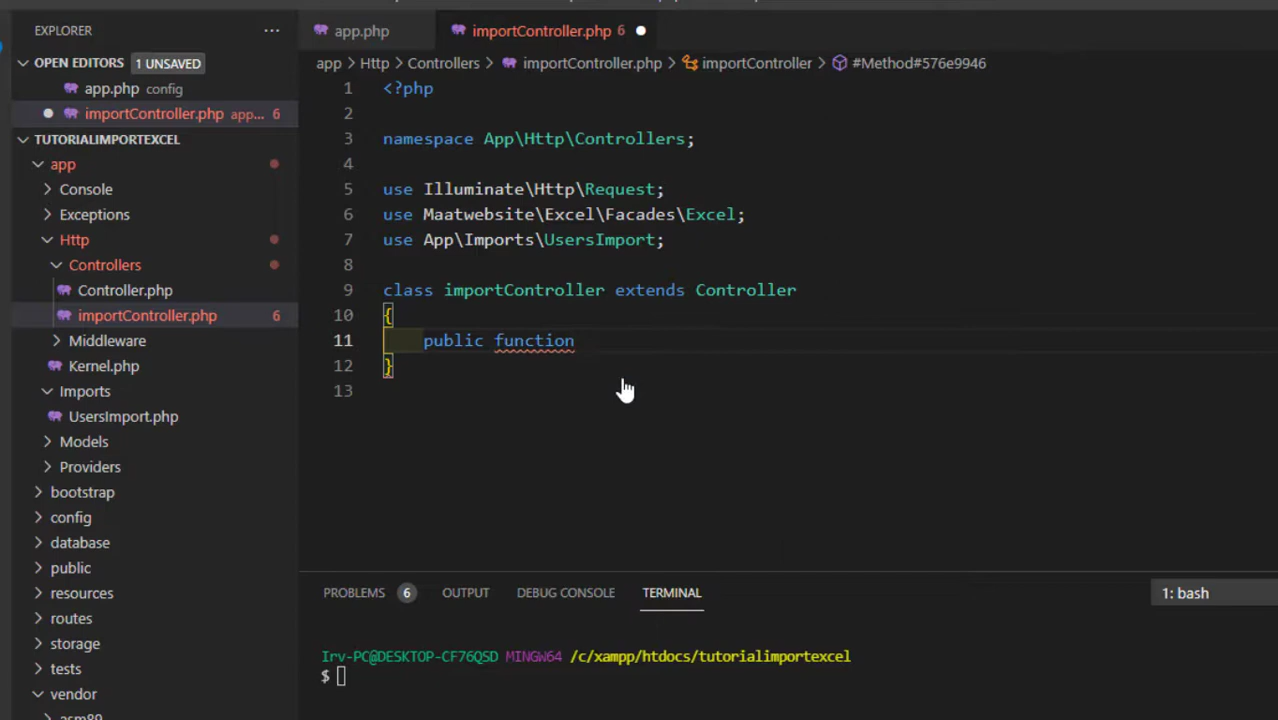 EXPLORER
OPEN EDITORS 1 UNSAVED
app.php config
importController.php app... 6
TUTORIALIMPORTEXCEL
app
Console
Exceptions
Http
Controllers
Controller.php
importController.php 6
Middleware
Kernel.php
Imports
UsersImport.php
Models
Providers
bootstrap
config
database
public
resources
routes
storage
tests
vendor
asm89
app.php
importController.php 6
app > Http > Controllers > importController.php > importController > #Method#576e9946
1 <?php
2
3 namespace App\Http\Controllers;
4
5 use Illuminate\Http\Request;
6 use Maatwebsite\Excel\Facades\Excel;
7 use App\Imports\UsersImport;
8
9 class importController extends Controller
10 {
11 public function
12 }
13
PROBLEMS 6 OUTPUT DEBUG CONSOLE TERMINAL 1: bash
Irv-PC@DESKTOP-CF76QSD MINGW64 /c/xampp/htdocs/tutorialimportexcel
$